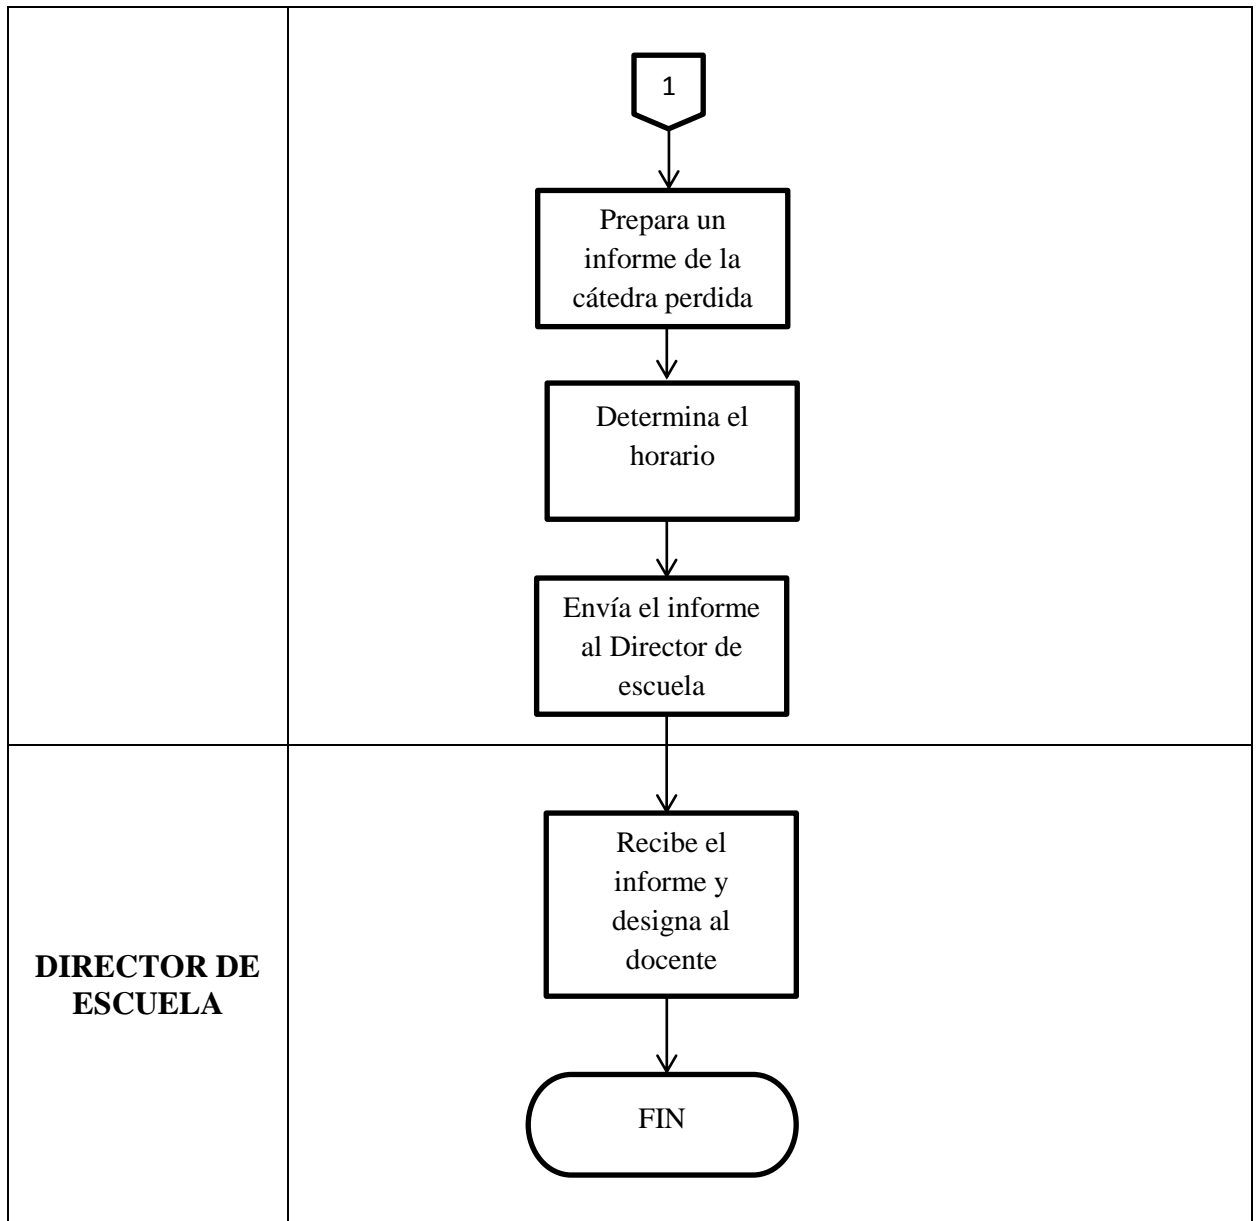 1
Prepara un
informe de la
cátedra perdida
Determina el
horario
Envía el informe
al Director de
escuela
DIRECTOR DE
ESCUELA
Recibe el
informe y
designa al
docente
FIN